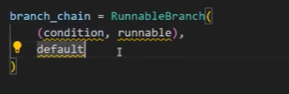 branch_chain = RunnableBranch(
    (condition, runnable),
    default
)